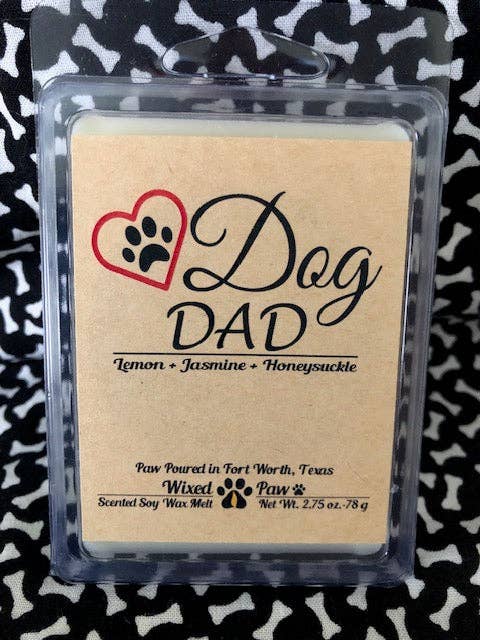 Dog
DAD
Lemon + Jasmine + Honeysuckle
Paw Poured in Fort Worth, Texas
Wixed Paw
Scented Soy Wax Melt Net Wt. 2.75 oz.-78 g